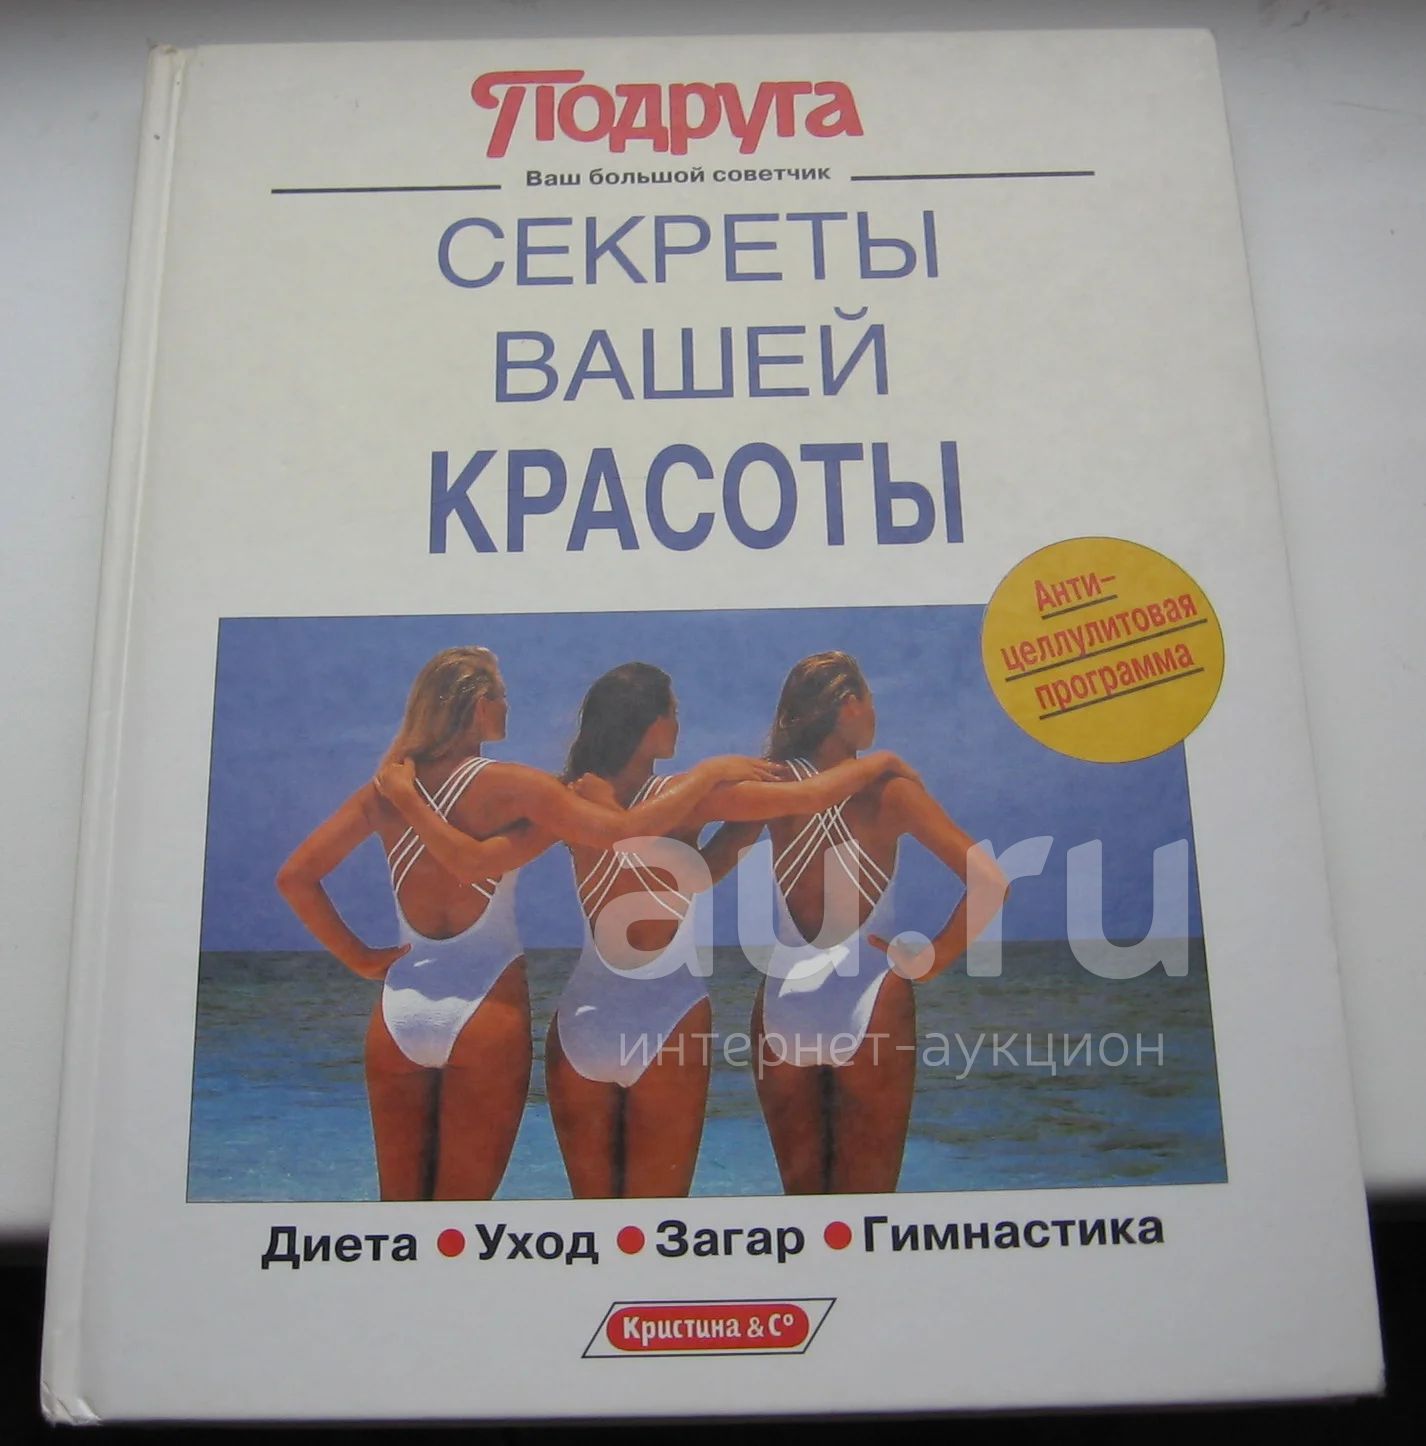 Подруга
Ваш большой советчик
СЕКРЕТЫ
ВАШЕЙ
КРАСОТЫ
Анти-
целлулитовая
программа
au.ru
интернет-аукцион
Диета ● Уход ● Загар ● Гимнастика
Кристина & Cº